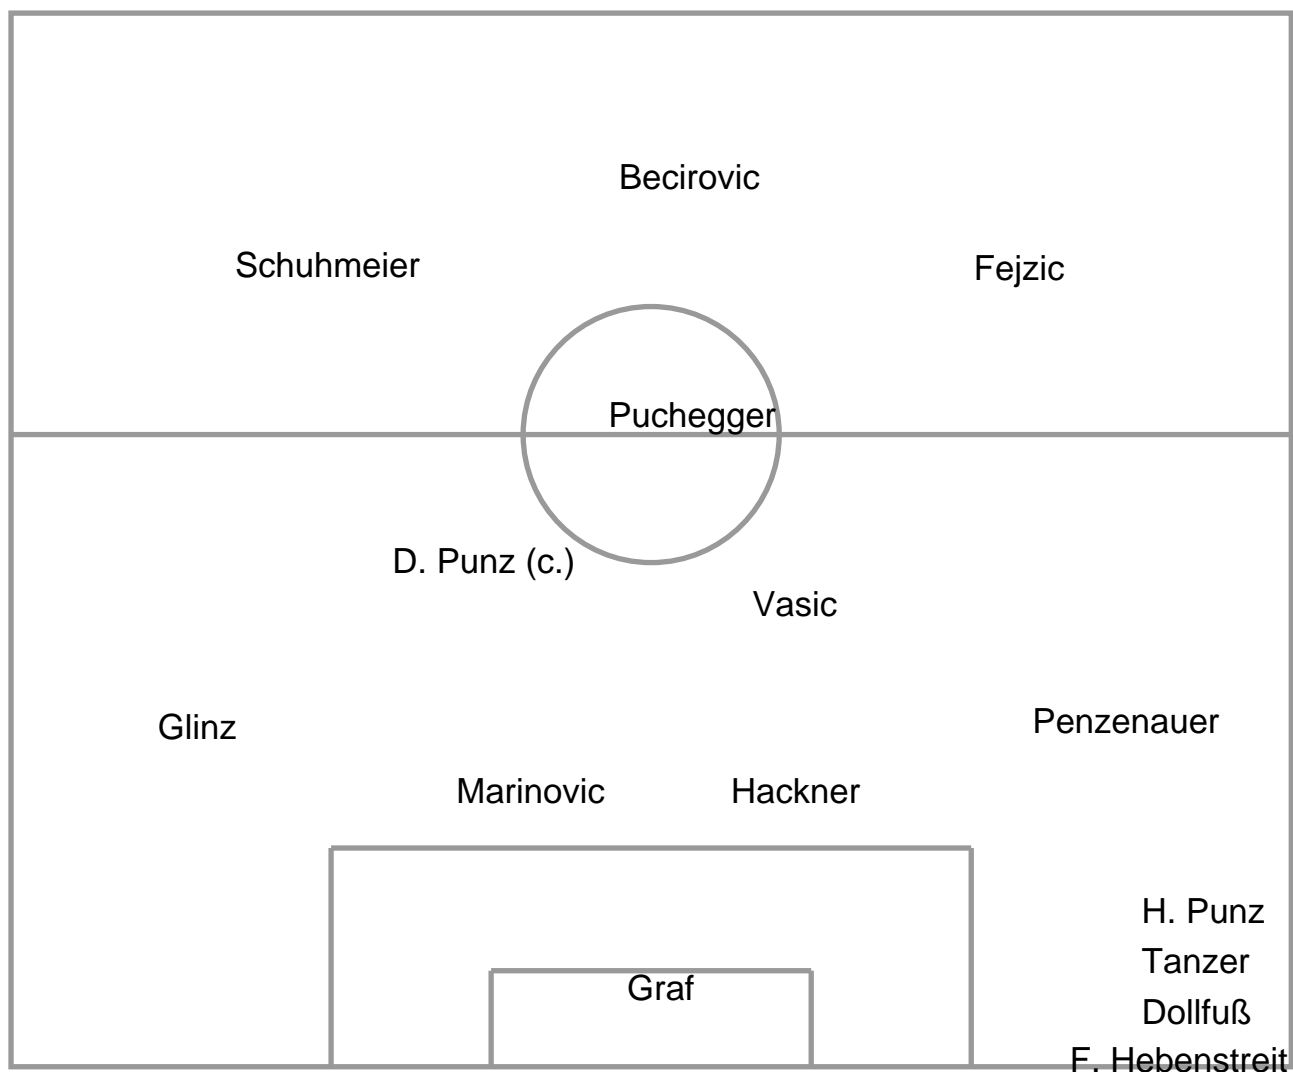 Becirovic
Schuhmeier
Fejzic
Puchegger
D. Punz (c.)
Vasic
Glinz
Penzenauer
Marinovic
Hackner
H. Punz
Tanzer
Graf
Dollfuß
F. Hebenstreit